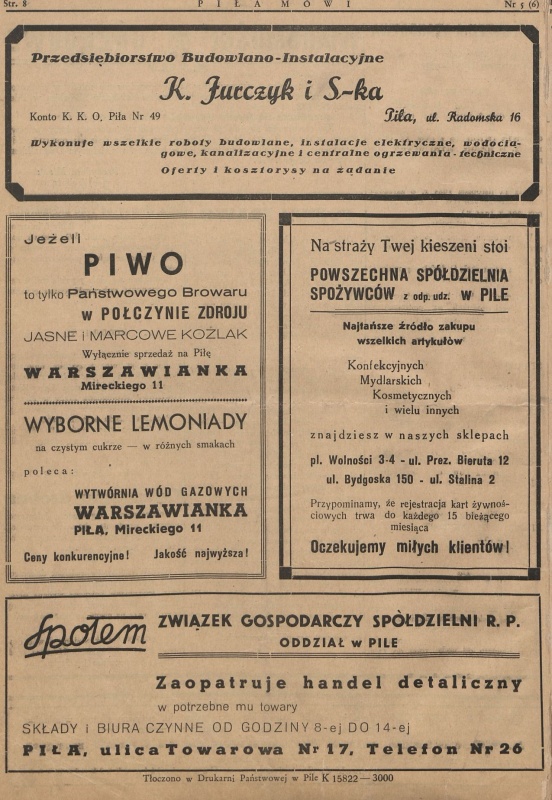 Str. 8 PIŁA MÓWI Nr 5 (6)
Przedsiębiorstwo Budowlano-Instalacyjne
K. Jurczyk i S-ka
Konto K. K. O. Piła Nr 49 Piła, ul. Radomska 16
Wykonuje wszelkie roboty budowlane, instalacje elektryczne, wodocią-
gowe, kanalizacyjne i centralne ogrzewania - techniczne
Oferty i kosztorysy na żądanie
Jeżeli
PIWO
to tylko Państwowego Browaru
w POŁCZYNIE ZDROJU
JASNE I MARCOWE KOŹLAK
Wyłącznie sprzedaż na Piłę
WARSZAWIANKA
Mireckiego 11
WYBORNE LEMONIADY
na czystym cukrze — w różnych smakach
poleca:
WYTWÓRNIA WÓD GAZOWYCH
WARSZAWIANKA
PIŁA, Mireckiego 11
Ceny konkurencyjne! Jakość najwyższa!
Na straży Twej kieszeni stoi
POWSZECHNA SPÓŁDZIELNIA
SPOŻYWCÓW z odp. udz. W PILE
Najtańsze źródło zakupu
wszelkich artykułów
Konfekcyjnych
Mydlarskich
Kosmetycznych
i wielu innych
znajdziesz w naszych sklepach
pl. Wolności 3-4 - ul. Prez. Bieruta 12
ul. Bydgoska 150 - ul. Stalina 2
Przypominamy, że rejestracja kart żywnoś-
ciowych trwa do każdego 15 bieżącego
miesiąca
Oczekujemy miłych klientów!
Społem ZWIĄZEK GOSPODARCZY SPÓŁDZIELNI R. P.
ODDZIAŁ w PILE
Zaopatruje handel detaliczny
w potrzebne mu towary
SKŁADY i BIURA CZYNNE OD GODZINY 8-ej DO 14-ej
PIŁA, ulica Towarowa Nr 17, Telefon Nr 26
Tłoczono w Drukarni Państwowej w Pile K 15822 — 3000